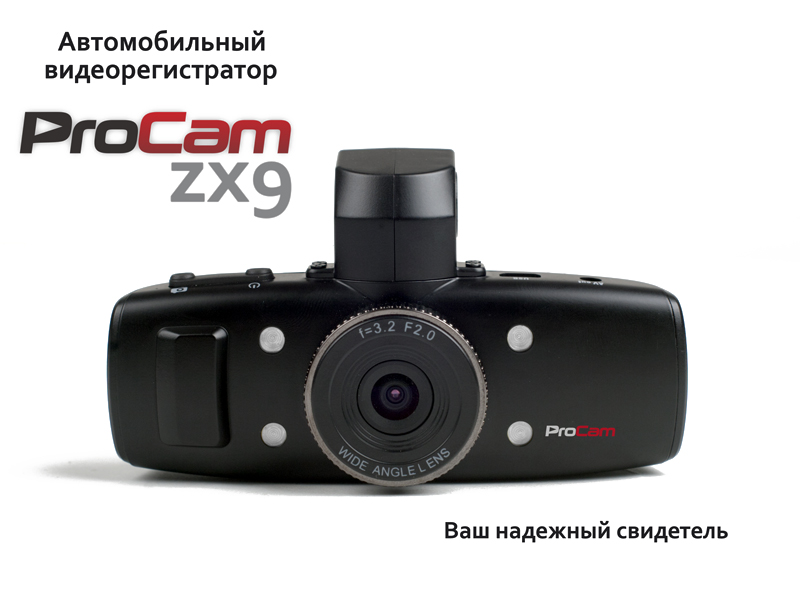 Автомобильный
видеорегистратор
ProCam
ZX9
f=3.2 F2.0
WIDE ANGLE LENS
ProCam
Ваш надежный свидетель